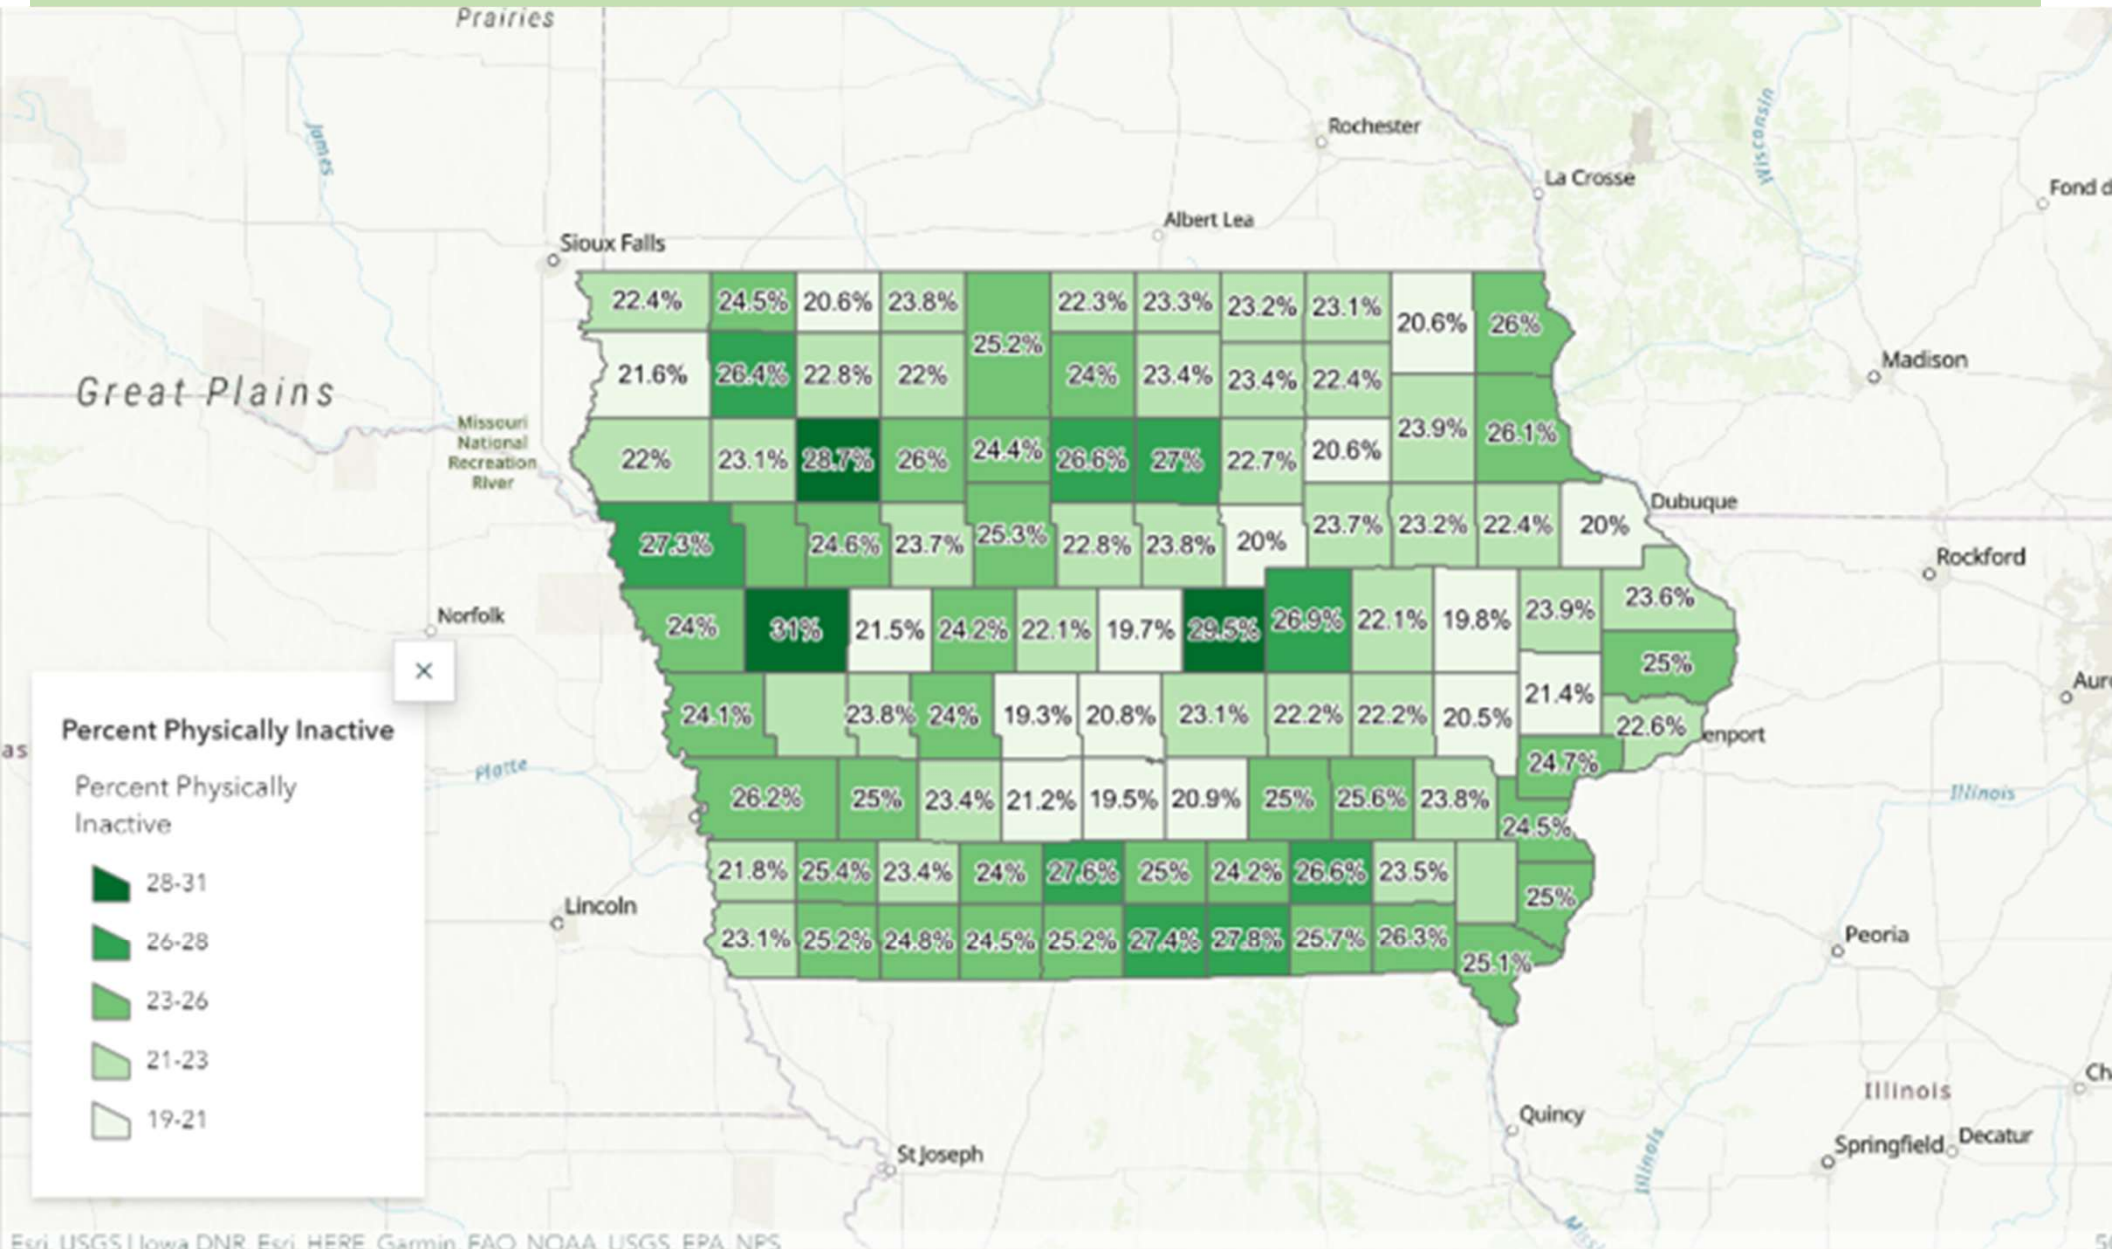 Prairies
James
Wisconsin
Rochester
La Crosse
Fond d
Albert Lea
Sioux Falls
Great Plains
Missouri
National
Recreation
River
Madison
Dubuque
Rockford
Norfolk
22.4% 24.5% 20.6% 23.8% 22.3% 23.3% 23.2% 23.1% 20.6% 26%
25.2%
21.6% 26.4% 22.8% 22% 24% 23.4% 23.4% 22.4%
22% 23.1% 28.7% 26% 24.4% 26.6% 27% 22.7% 20.6% 23.9% 26.1%
27.3% 24.6% 23.7% 25.3% 22.8% 23.8% 20% 23.7% 23.2% 22.4% 20%
24% 31% 21.5% 24.2% 22.1% 19.7% 29.5% 26.9% 22.1% 19.8% 23.9% 23.6%
25%
24.1% 23.8% 24% 19.3% 20.8% 23.1% 22.2% 22.2% 20.5% 21.4% 22.6%
enport
Aur
24.7%
26.2% 25% 23.4% 21.2% 19.5% 20.9% 25% 25.6% 23.8% 24.5%
21.8% 25.4% 23.4% 24% 27.6% 25% 24.2% 26.6% 23.5% 25%
23.1% 25.2% 24.8% 24.5% 25.2% 27.4% 27.8% 25.7% 26.3% 25.1%
as
Platte
Percent Physically Inactive
Percent Physically
Inactive
28-31
26-28
23-26
21-23
19-21
Lincoln
Illinois
Peoria
Illinois
Ch
Quincy
Springfield
Decatur
Illinois
St Joseph
Missi
Esri, USGS | Iowa DNR, Esri, HERE, Garmin, FAO, NOAA, USGS, EPA, NPS